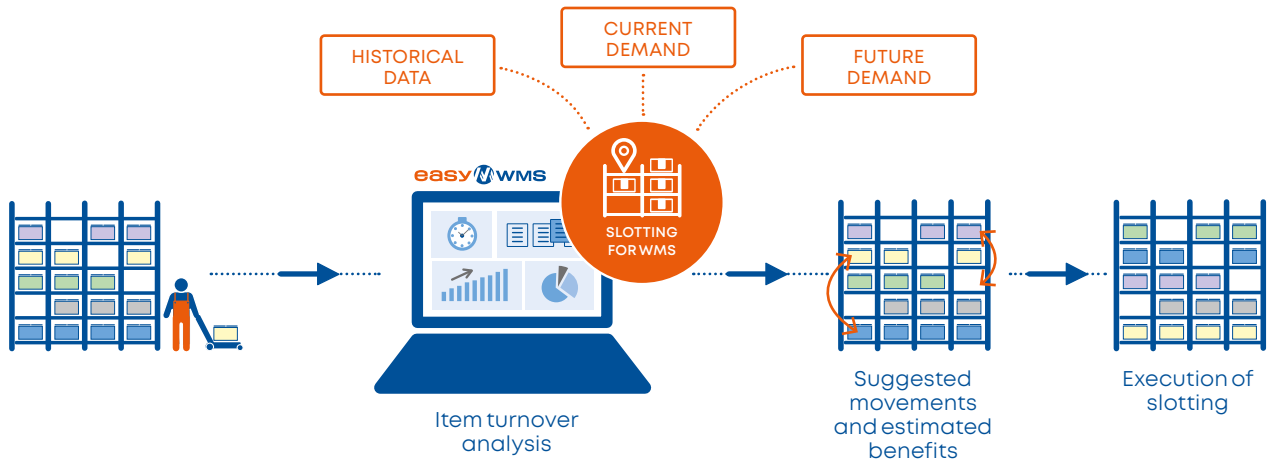 HISTORICAL
DATA
CURRENT
DEMAND
FUTURE
DEMAND
easy WMS
SLOTTING
FOR WMS
Item turnover
analysis
Suggested
movements
and estimated
benefits
Execution of
slotting